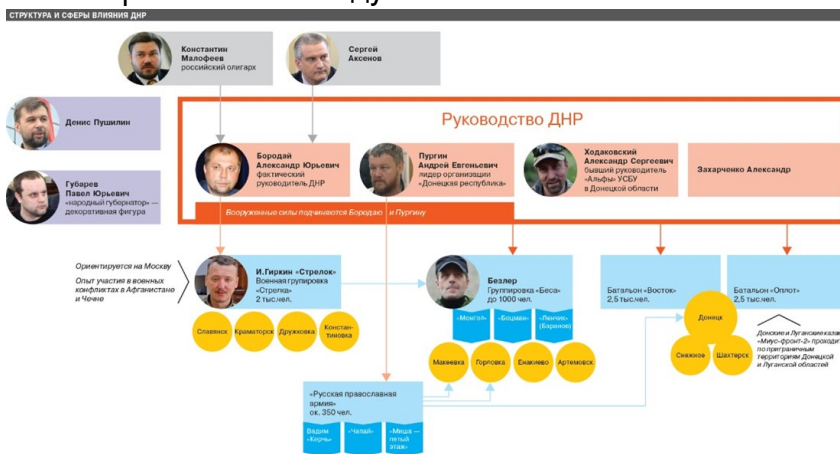 СТРУКТУРА И СФЕРЫ ВЛИЯНИЯ ДНР
Константин
Малофеев
российский олигарх
Сергей
Аксенов
Денис Пушилин
Губарев
Павел Юрьевич
«народный губернатор» —
декоративная фигура
Руководство ДНР
Бородай
Александр Юрьевич
фактический
руководитель ДНР
Пургин
Андрей Евгеньевич
лидер организации
«Донецкая республика»
Ходаковский
Александр Сергеевич
бывший руководитель
«Альфы» УСБУ
в Донецкой области
Захарченко Александр
Вооруженные силы подчиняются Бородаю и Пургину
Ориентируется на Москву
Опыт участия в военных
конфликтах в Афганистане
и Чечне
И.Гиркин «Стрелок»
Военная групировка
«Стрелка»
2 тыс.чел.
Славянск
Краматорск
Дружковка
Констан-
тиновка
Безлер
Группировка «Беса»
до 1000 чел.
«Монгол»
«Боцман»
«Ленчик»
(Баранов)
Макеевка
Горловка
Енакиево
Артемовск
Батальон «Восток»
2,5 тыс.чел.
Батальон «Оплот»
2,5 тыс.чел.
Донецк
Снежное
Шахтерск
Донские и Луганские казаки
«Миус-фронт-2» проходит
по приграничным
территориям Донецкой
и Луганской областей
«Русская православная
армия»
ок. 350 чел.
Вадим
«Керчь»
«Чапай»
«Миша —
пятый
этаж»